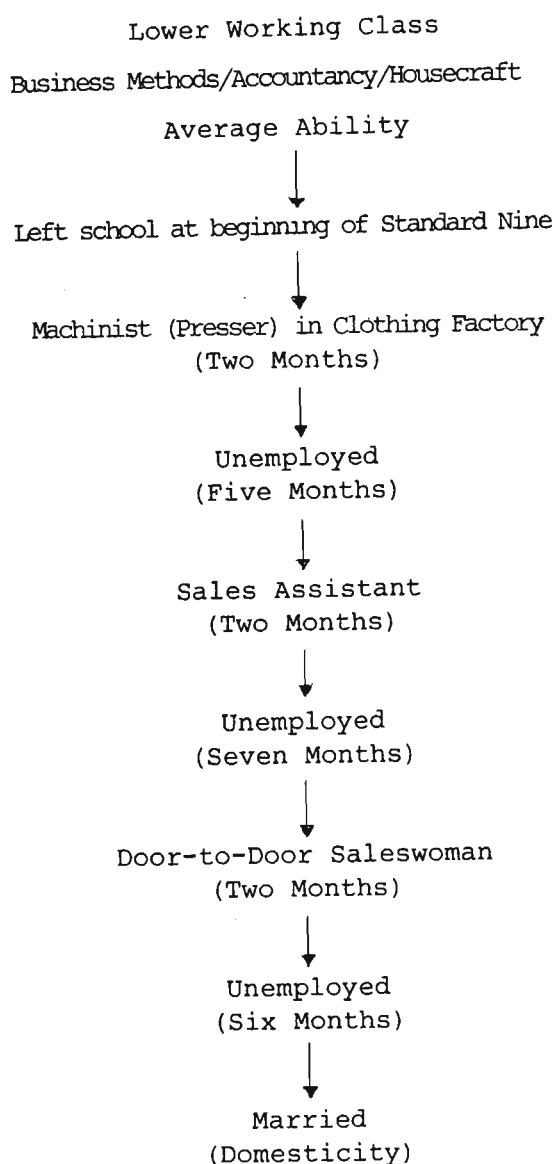 Lower Working Class
Business Methods/Accountancy/Housecraft
Average Ability
Left school at beginning of Standard Nine
Machinist (Presser) in Clothing Factory
(Two Months)
Unemployed
(Five Months)
Sales Assistant
(Two Months)
Unemployed
(Seven Months)
Door-to-Door Saleswoman
(Two Months)
Unemployed
(Six Months)
Married
(Domesticity)